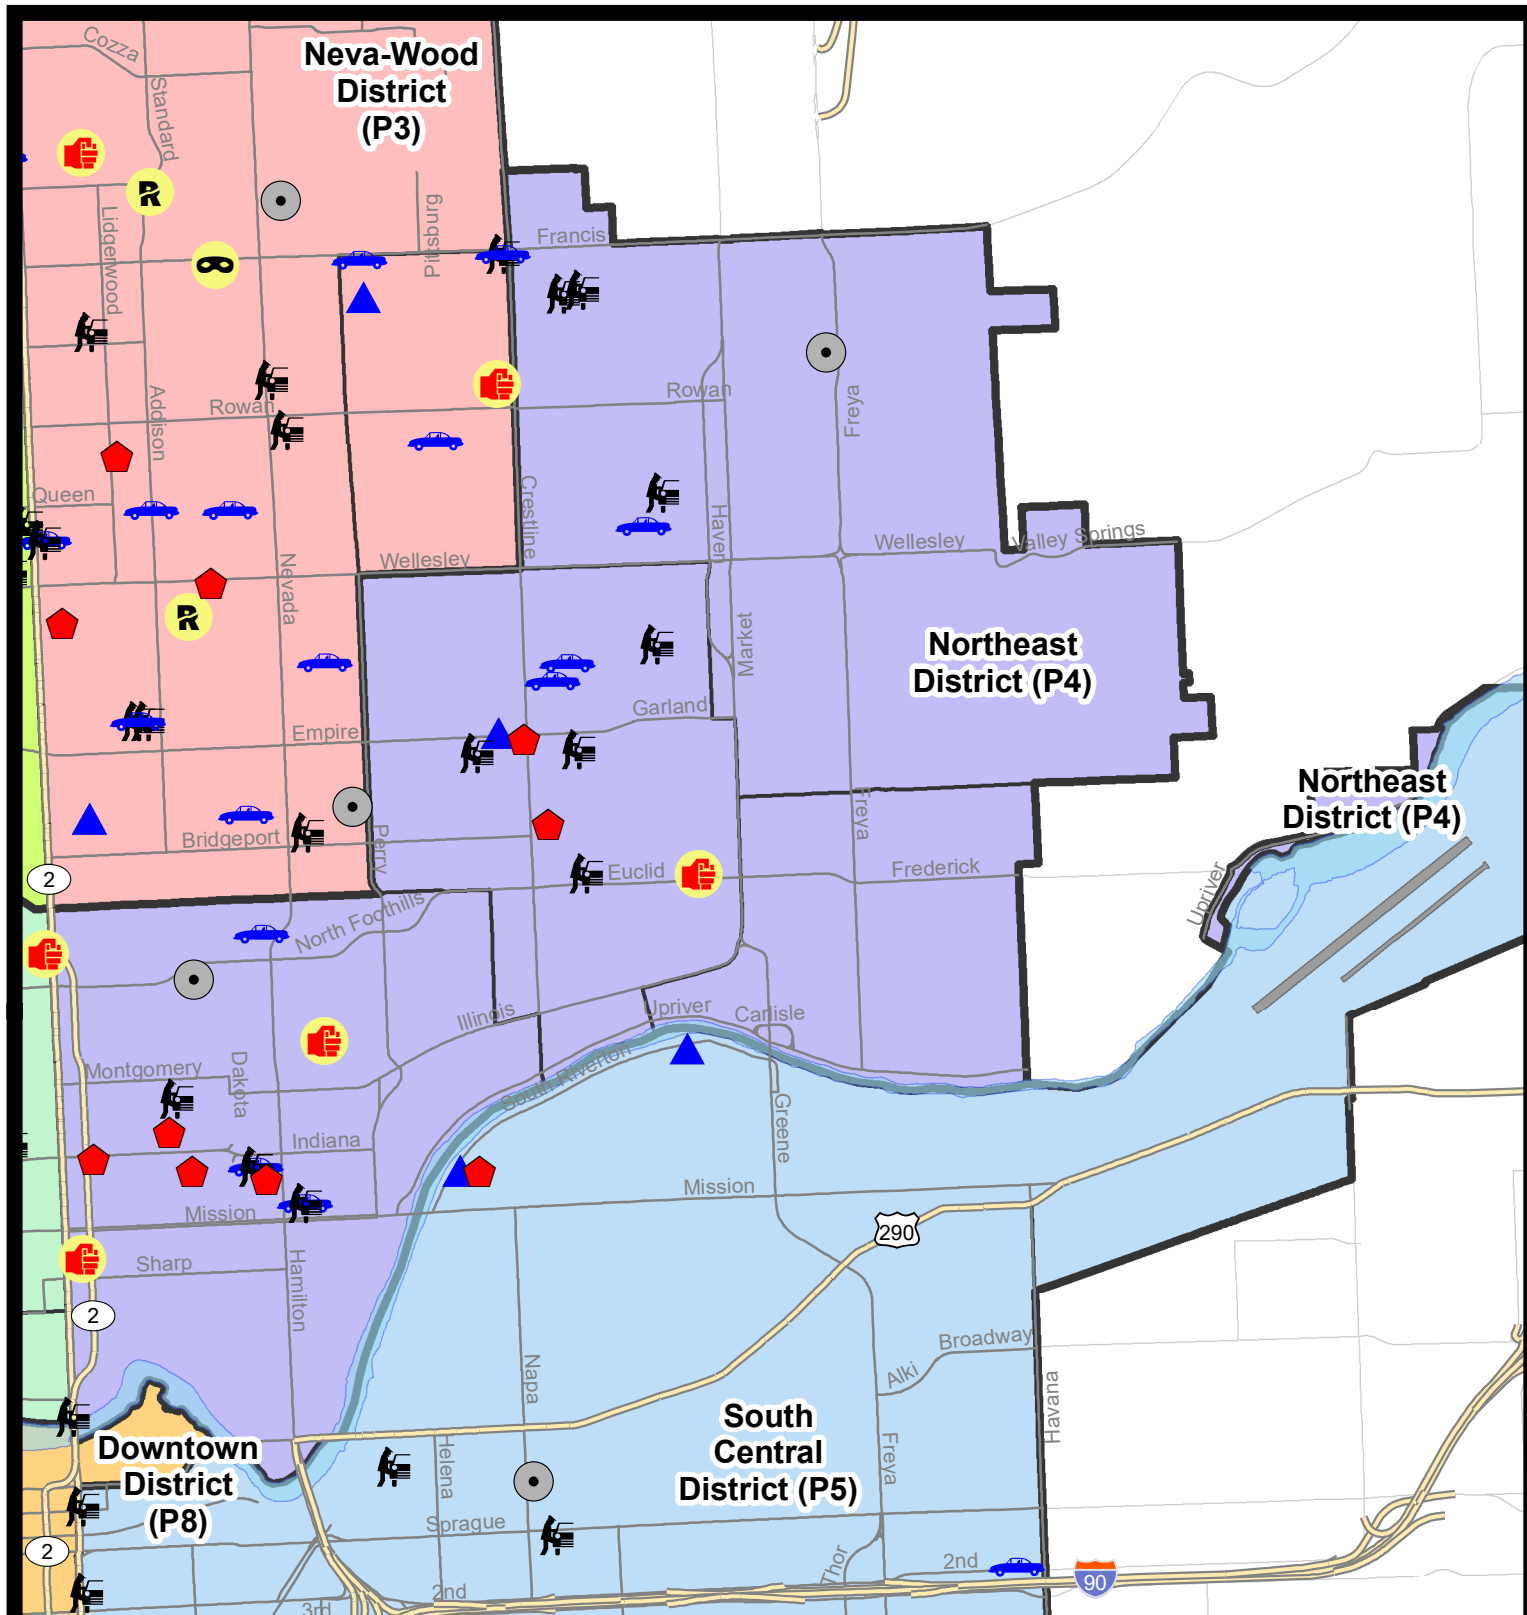 Cozza
Standard
Neva-Wood
District
(P3)
Lidgerwood
Pittsburg
Francis
R
Addison
Rowan
Rowan
Freya
Queen
Crestline
Haven
Nevada
Wellesley
Wellesley
Valley Springs
R
Market
Northeast
District (P4)
Garland
Empire
Northeast
District (P4)
Freya
Bridgeport
Perry
2
Euclid
Frederick
Upriver
North Foothills
Illinois
Upriver
Carlisle
Montgomery
Dakota
South Riverton
Greene
Indiana
Mission
Mission
290
Sharp
Hamilton
2
Broadway
Alki
Napa
Havana
South
Central
District (P5)
Downtown
District
(P8)
Helena
Freya
Sprague
2
Thor
2nd
90
2nd
3rd